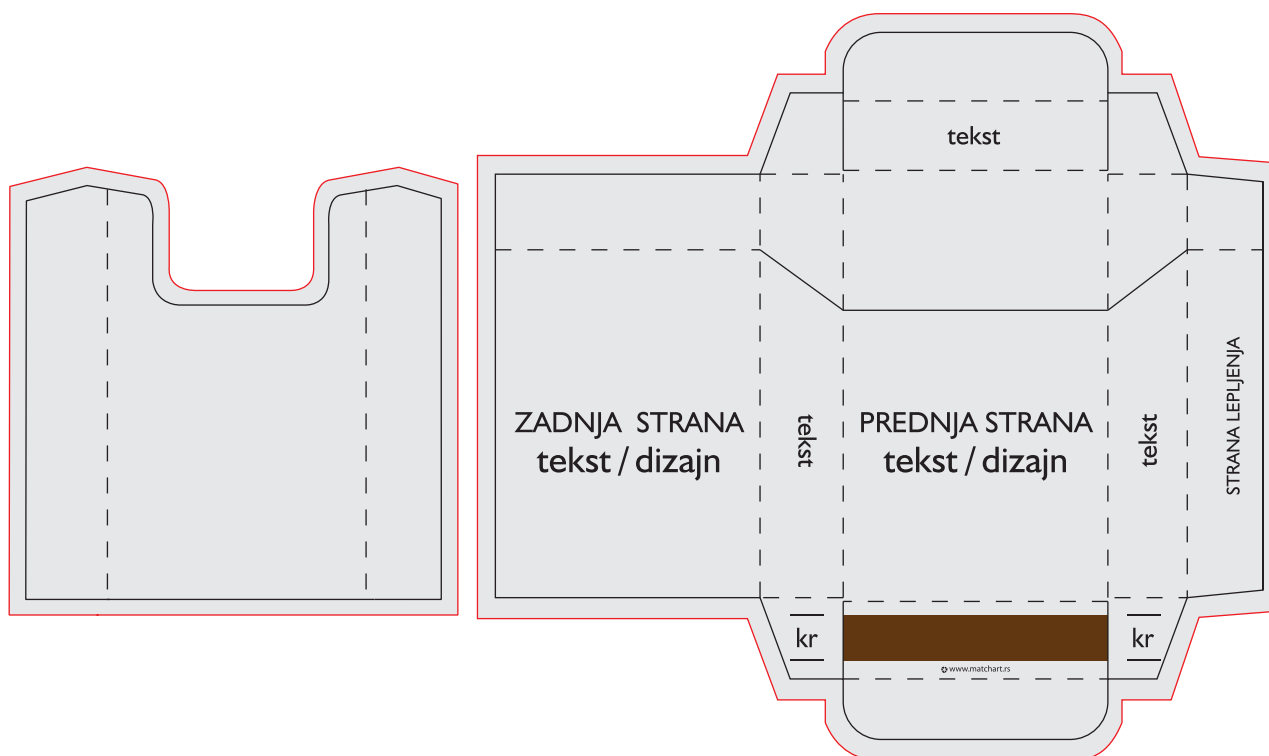 tekst
ZADNJA STRANA
tekst / dizajn
tekst
PREDNJA STRANA
tekst / dizajn
tekst
STRANA LEPLJENJA
kr
kr
www.matchart.rs